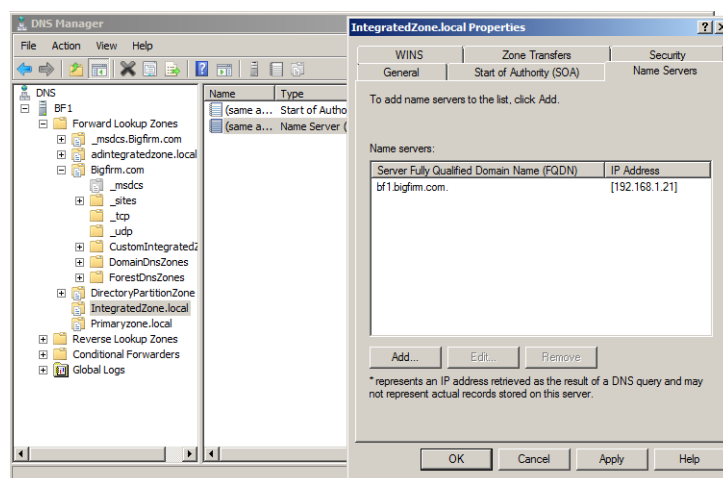 DNS Manager
File Action View Help
DNS
BF1
Forward Lookup Zones
_msdcs.Bigfirm.com
adintegratedzone.local
Bigfirm.com
_msdcs
_sites
_tcp
_udp
CustomIntegratedZ
DomainDnsZones
ForestDnsZones
DirectoryPartitionZone
IntegratedZone.local
Primaryzone.local
Reverse Lookup Zones
Conditional Forwarders
Global Logs
Name Type
(same a... Start of Autho
(same a... Name Server (
IntegratedZone.local Properties
WINS Zone Transfers Security
General Start of Authority (SOA) Name Servers
To add name servers to the list, click Add.
Name servers:
Server Fully Qualified Domain Name (FQDN) IP Address
bf1.bigfirm.com. [192.168.1.21]
Add... Edit... Remove
* represents an IP address retrieved as the result of a DNS query and may
not represent actual records stored on this server.
OK Cancel Apply Help